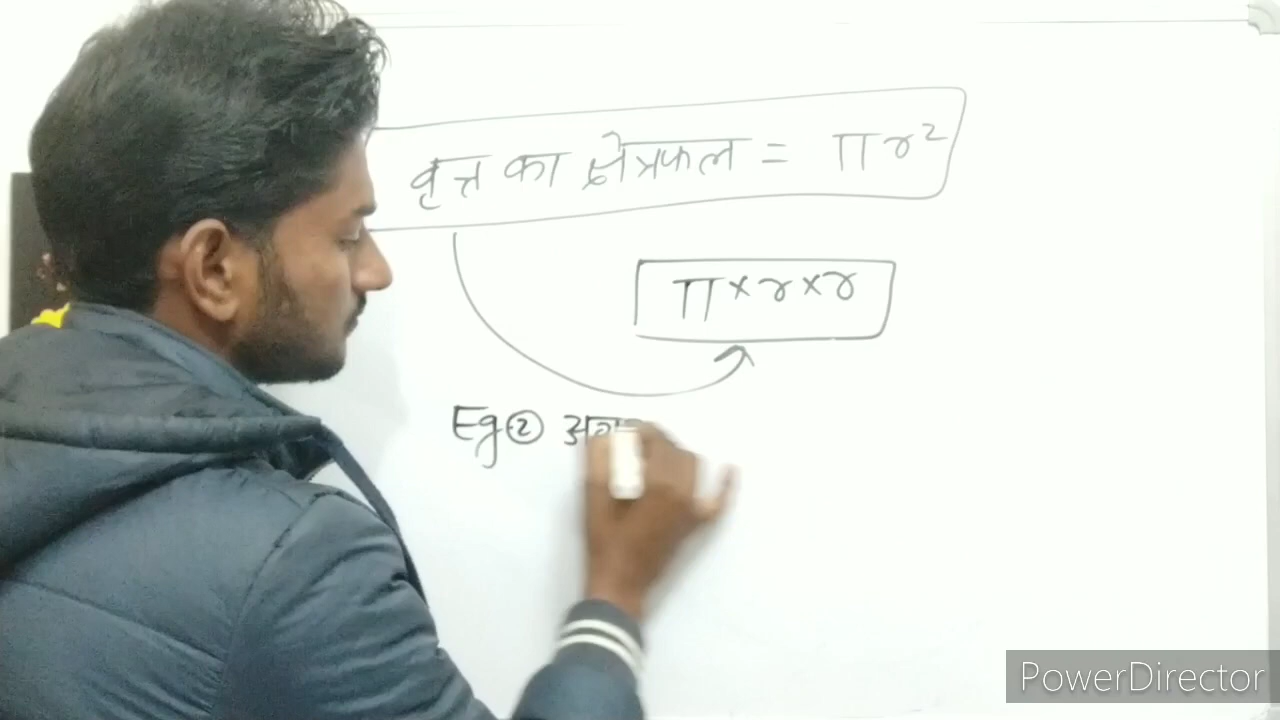 वृत्त का क्षेत्रफल = πr²
π×r×r
Eg②
PowerDirector